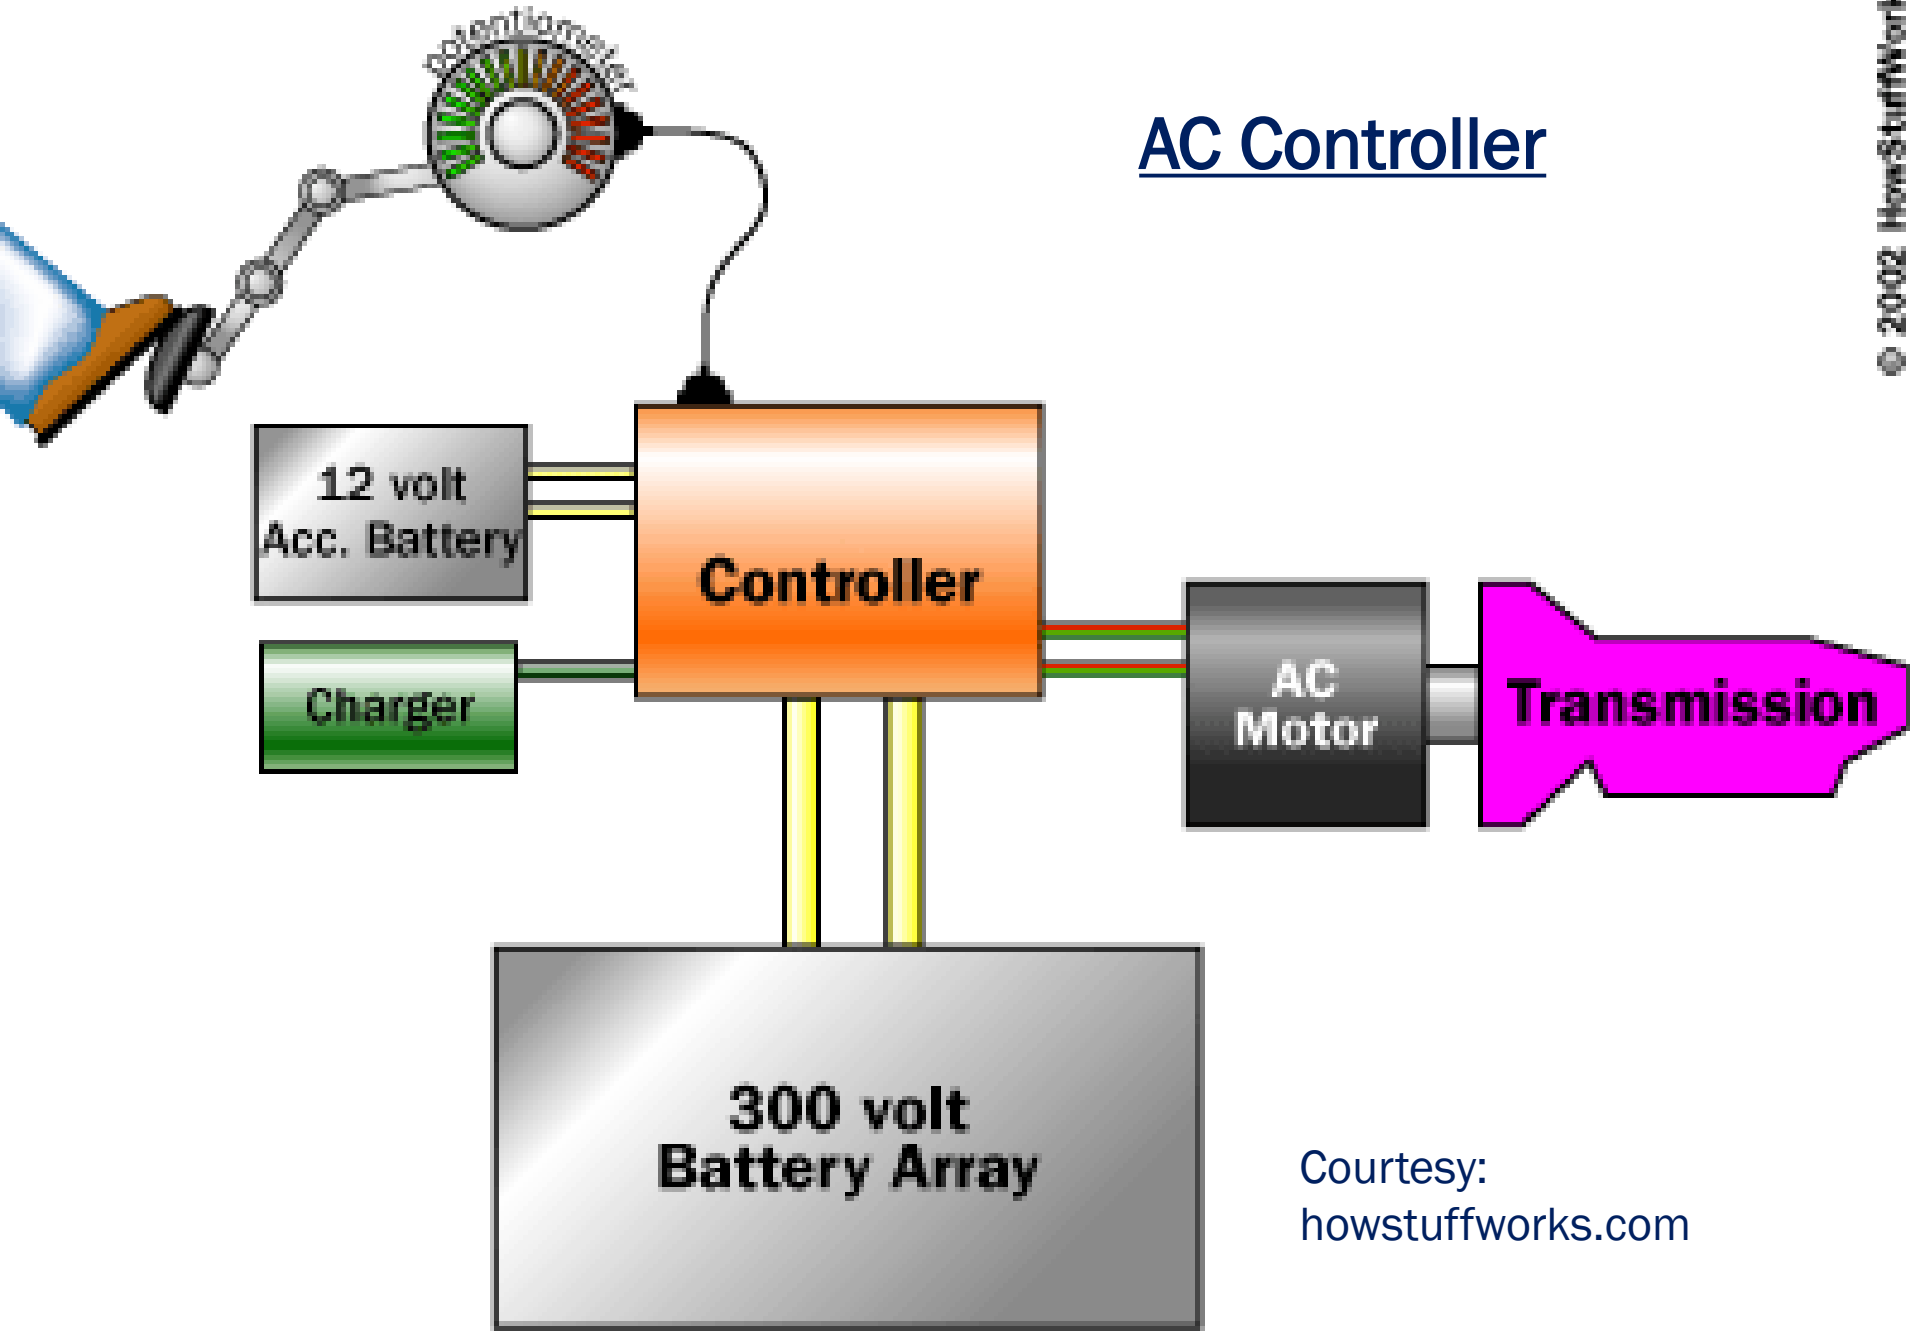 potentiometer
AC Controller
© 2002 HowStuffWork
12 volt
Acc. Battery
Controller
Charger
AC
Motor
Transmission
300 volt
Battery Array
Courtesy:
howstuffworks.com